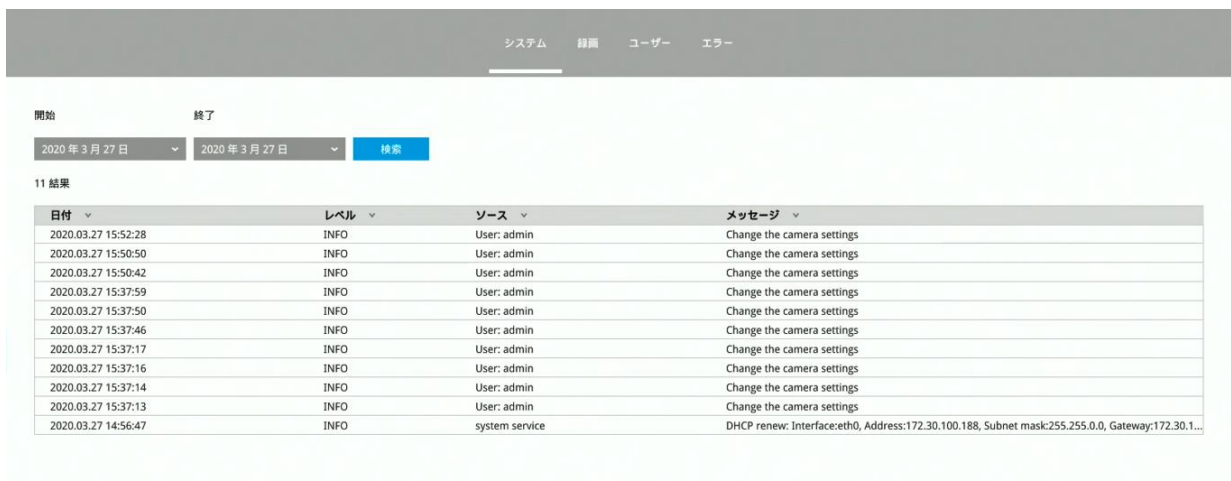 システム 録画 ユーザー エラー
開始 終了
2020 年 3 月 27 日 2020 年 3 月 27 日 検索
11 結果
日付 レベル ソース メッセージ
2020.03.27 15:52:28 INFO User: admin Change the camera settings
2020.03.27 15:50:50 INFO User: admin Change the camera settings
2020.03.27 15:50:42 INFO User: admin Change the camera settings
2020.03.27 15:37:59 INFO User: admin Change the camera settings
2020.03.27 15:37:50 INFO User: admin Change the camera settings
2020.03.27 15:37:46 INFO User: admin Change the camera settings
2020.03.27 15:37:17 INFO User: admin Change the camera settings
2020.03.27 15:37:16 INFO User: admin Change the camera settings
2020.03.27 15:37:14 INFO User: admin Change the camera settings
2020.03.27 15:37:13 INFO User: admin Change the camera settings
2020.03.27 14:56:47 INFO system service DHCP renew: Interface:eth0, Address:172.30.100.188, Subnet mask:255.255.0.0, Gateway:172.30.1...